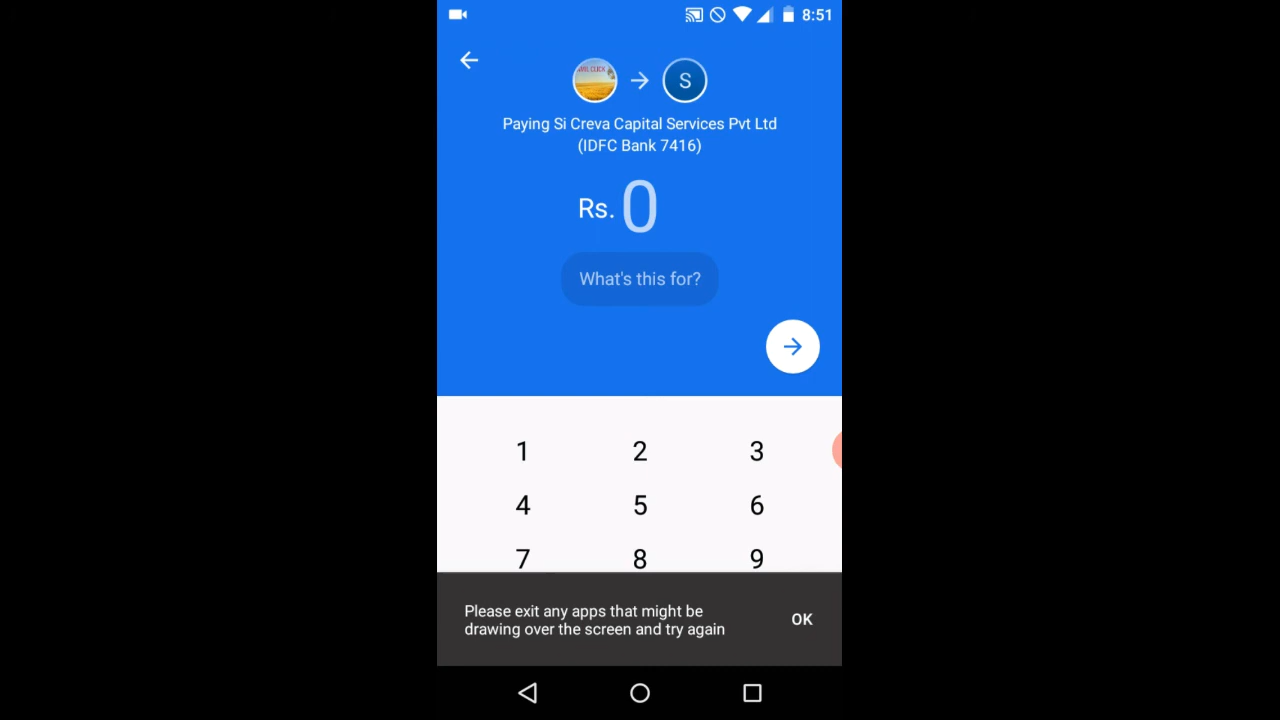 8:51
Paying Si Creva Capital Services Pvt Ltd
(IDFC Bank 7416)
Rs. 0
What's this for?
1 2 3
4 5 6
7 8 9
Please exit any apps that might be
drawing over the screen and try again
OK
S